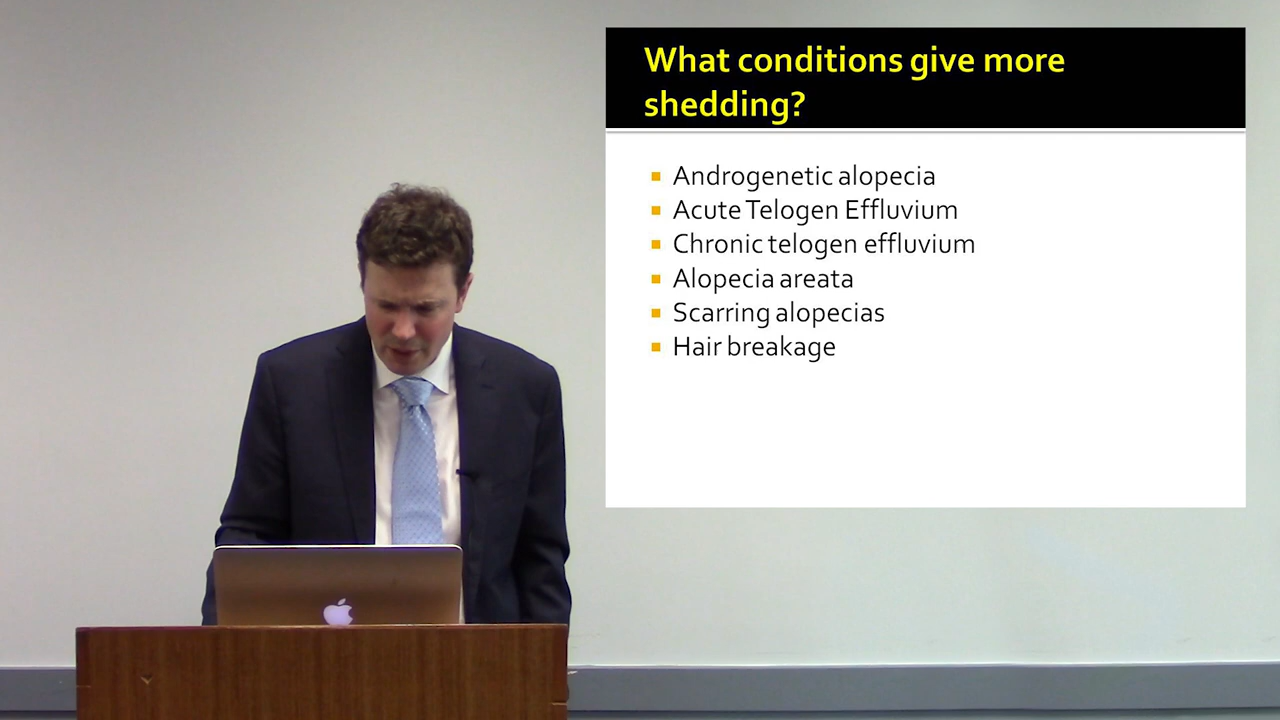 What conditions give more
shedding?
Androgenetic alopecia
Acute Telogen Effluvium
Chronic telogen effluvium
Alopecia areata
Scarring alopecias
Hair breakage